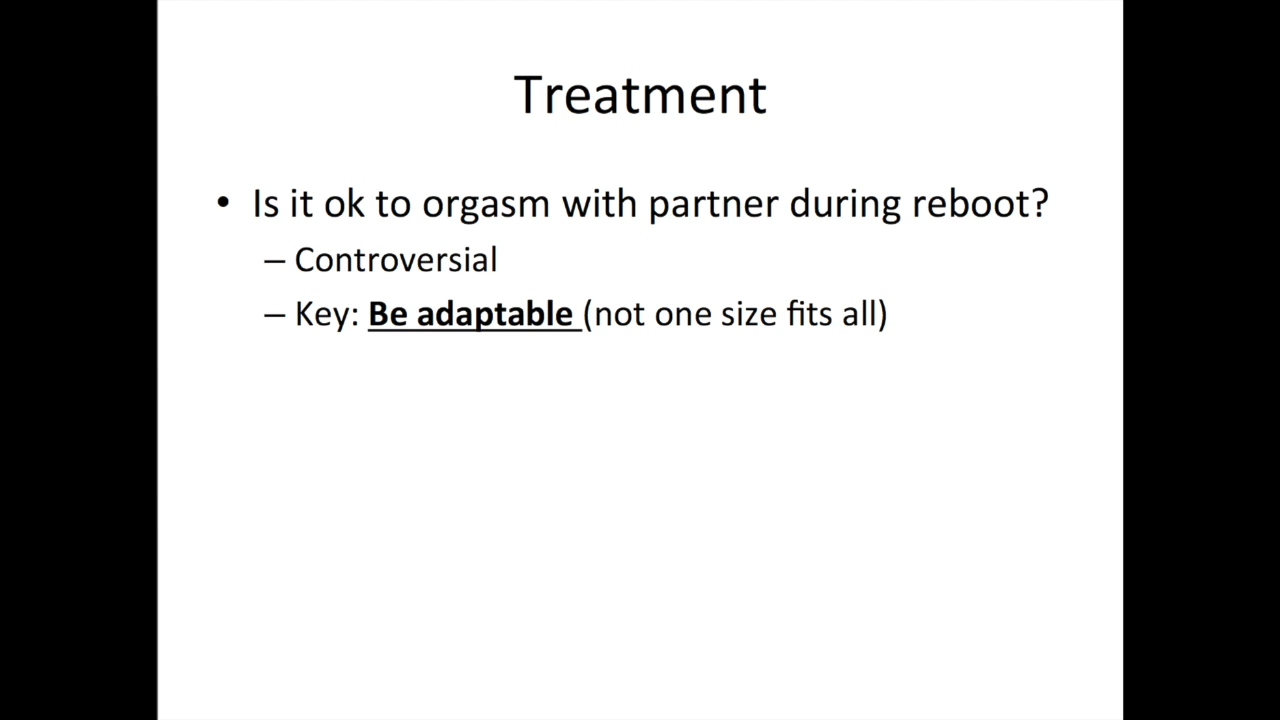 Treatment
• Is it ok to orgasm with partner during reboot?
– Controversial
– Key: Be adaptable (not one size fits all)